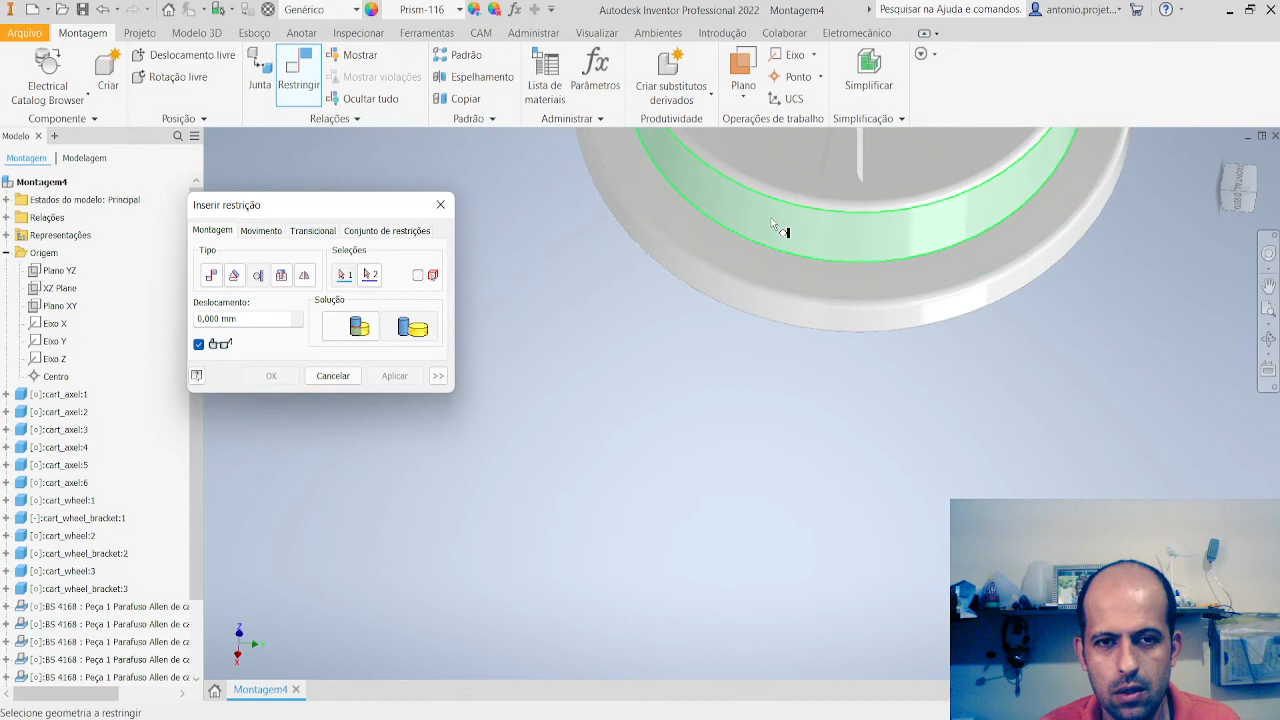 Genérico
Prism-116
Autodesk Inventor Professional 2022 Montagem4
Pesquisar na Ajuda e comandos.
antonio.projet...
Arquivo
Montagem
Projeto
Modelo 3D
Esboço
Anotar
Inspecionar
Ferramentas
CAM
Administrar
Visualizar
Ambientes
Introdução
Colaborar
Eletromecânico
Electrical
Catalog Browser
Criar
Deslocamento livre
Rotação livre
Junta
Restringir
Mostrar
Mostrar violações
Ocultar tudo
Padrão
Espelhamento
Copiar
Lista de
materiais
fx
Parâmetros
Criar substitutos
derivados
Plano
Eixo
Ponto
UCS
Simplificar
Componente
Posição
Relações
Padrão
Administrar
Produtividade
Operações de trabalho
Simplificação
Modelo
Montagem
Modelagem
Montagem4
Estados do modelo: Principal
Relações
Representações
Origem
Plano YZ
XZ Plane
Plano XY
Eixo X
Eixo Y
Eixo Z
Centro
[o]:cart_axel:1
[o]:cart_axel:2
[o]:cart_axel:3
[o]:cart_axel:4
[o]:cart_axel:5
[o]:cart_axel:6
[o]:cart_wheel:1
[-]:cart_wheel_bracket:1
[o]:cart_wheel:2
[o]:cart_wheel_bracket:2
[o]:cart_wheel:3
[o]:cart_wheel_bracket:3
[o]:BS 4168 : Peça 1 Parafuso Allen de ca
[o]:BS 4168 : Peça 1 Parafuso Allen de ca
[o]:BS 4168 : Peça 1 Parafuso Allen de ca
[o]:BS 4168 : Peça 1 Parafuso Allen de ca
[o]:BS 4168 : Peça 1 Parafuso Allen de ca
Inserir restrição
Montagem
Movimento
Transicional
Conjunto de restrições
Tipo
Seleções
1
2
Deslocamento:
0,000 mm
Solução
OK
Cancelar
Aplicar
>>
FRONTAL
Z
X
Montagem4
Selecione geometria a restringir